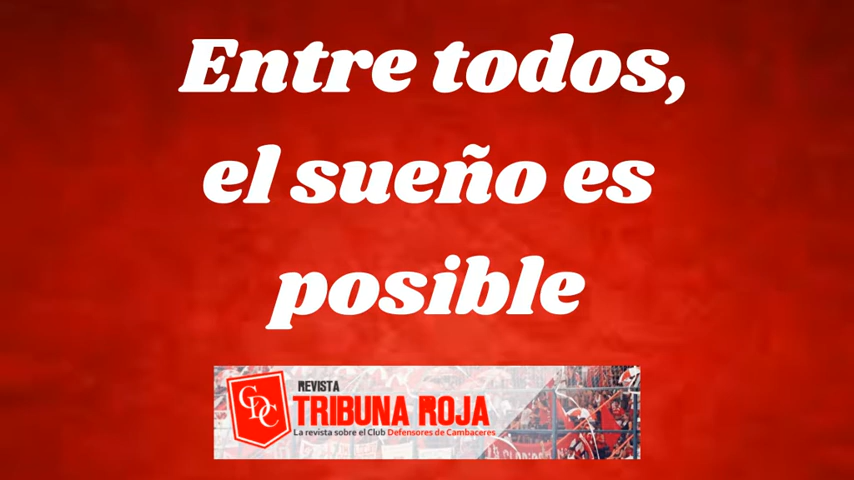 Entre todos,
el sueño es
posible
CDC
REVISTA
TRIBUNA ROJA
La revista sobre el Club Defensores de Cambaceres